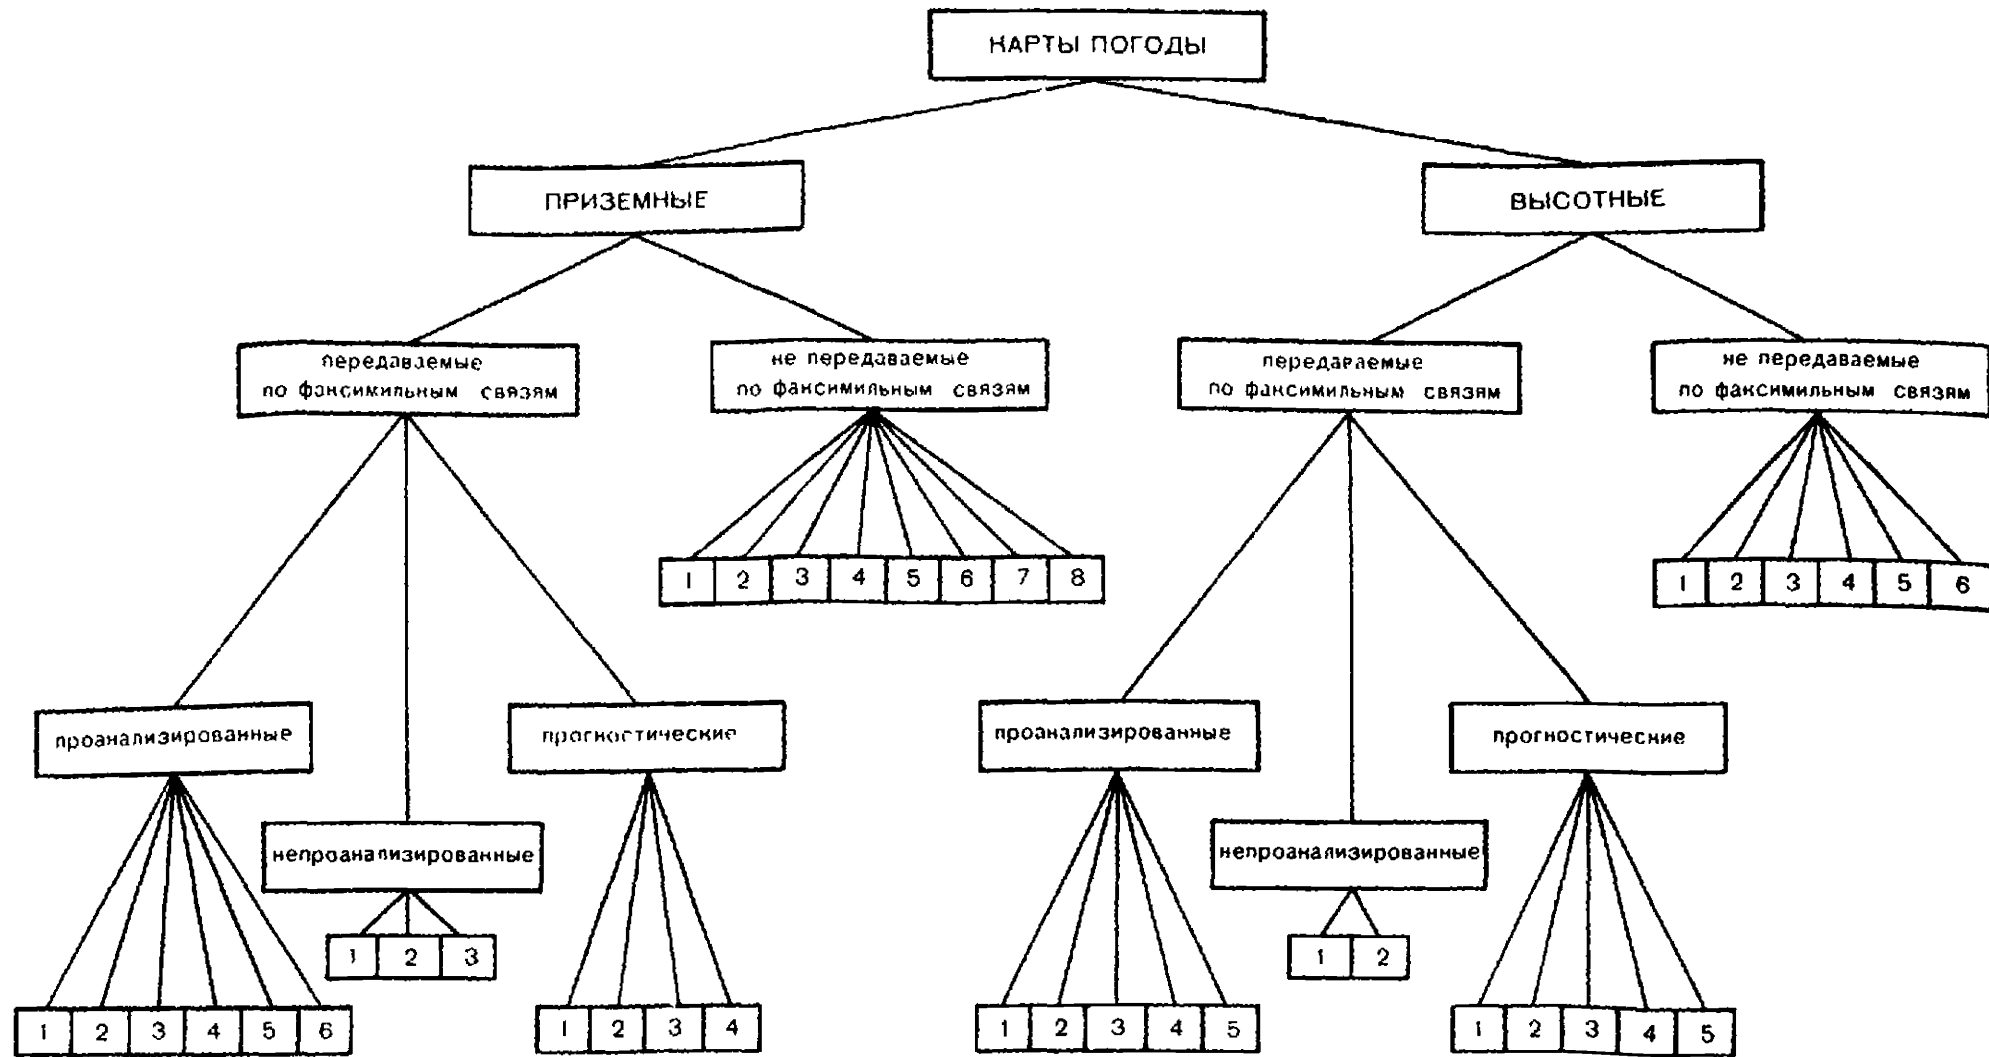 КАРТЫ ПОГОДЫ
ПРИЗЕМНЫЕ
ВЫСОТНЫЕ
передаваемые
по факсимильным связям
не передаваемые
по факсимильным связям
передаваемые
по факсимильным связям
не передаваемые
по факсимильным связям
1 2 3 4 5 6 7 8
1 2 3 4 5 6
проанализированные
прогностические
проанализированные
прогностические
непроанализированные
непроанализированные
1 2 3
1 2
1 2 3 4 5 6
1 2 3 4
1 2 3 4 5
1 2 3 4 5